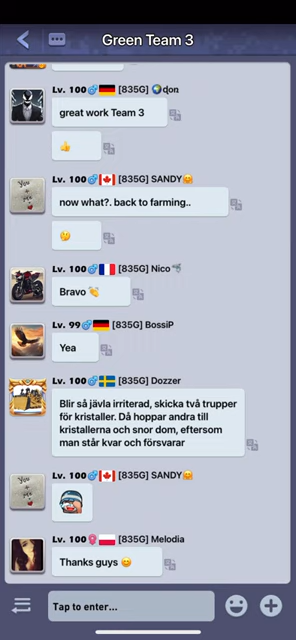 Green Team 3
Lv. 100 [835G] ღოи
great work Team 3
Lv. 100 [835G] SANDY
now what?. back to farming..
Lv. 100 [835G] Nico
Bravo
Lv. 99 [835G] BossiP
Yea
Lv. 100 [835G] Dozzer
Blir så jävla irriterad, skicka två trupper
för kristaller. Då hoppar andra till
kristallerna och snor dom, eftersom
man står kvar och försvarar
Lv. 100 [835G] SANDY
Lv. 100 [835G] Melodia
Thanks guys
Tap to enter...